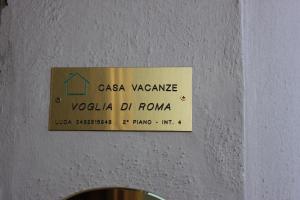 CASA VACANZE
VOGLIA DI ROMA
LUCA - 2° PIANO - INT. 4